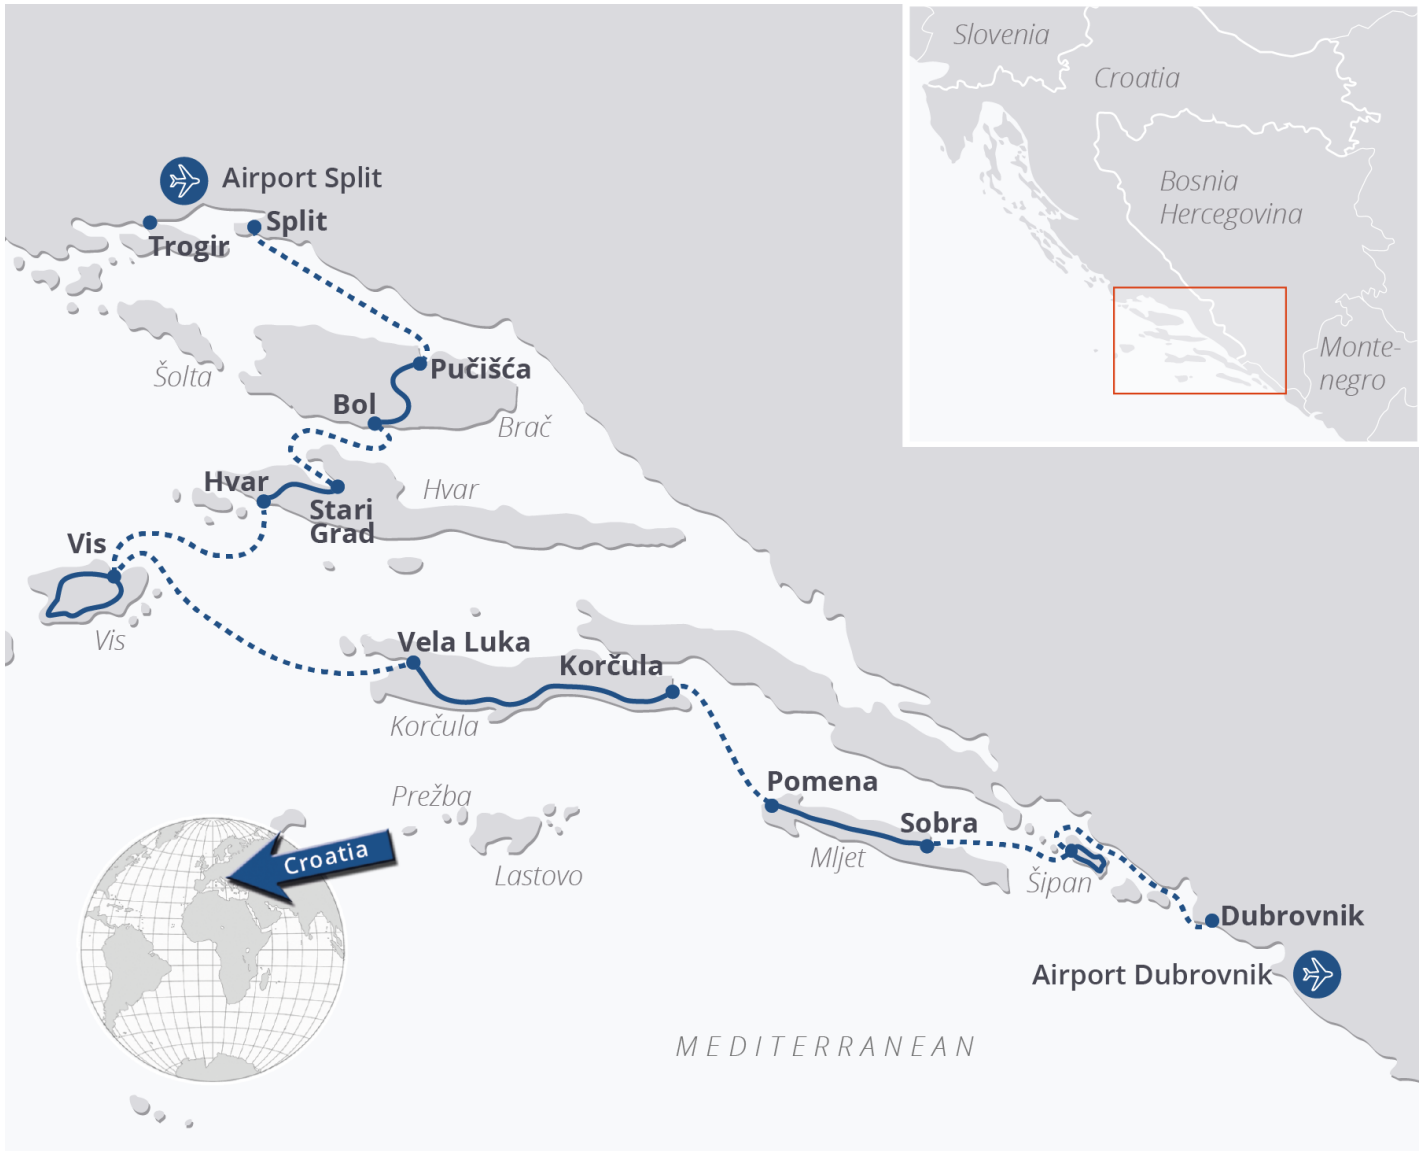 Slovenia
Croatia
Bosnia
Hercegovina
Monte-
negro
Airport Split
Split
Trogir
Šolta
Pučišća
Bol
Brač
Hvar
Hvar
Stari
Grad
Vis
Vis
Vela Luka
Korčula
Korčula
Prežba
Lastovo
Pomena
Sobra
Mljet
Šipan
Croatia
Dubrovnik
Airport Dubrovnik
MEDITERRANEAN